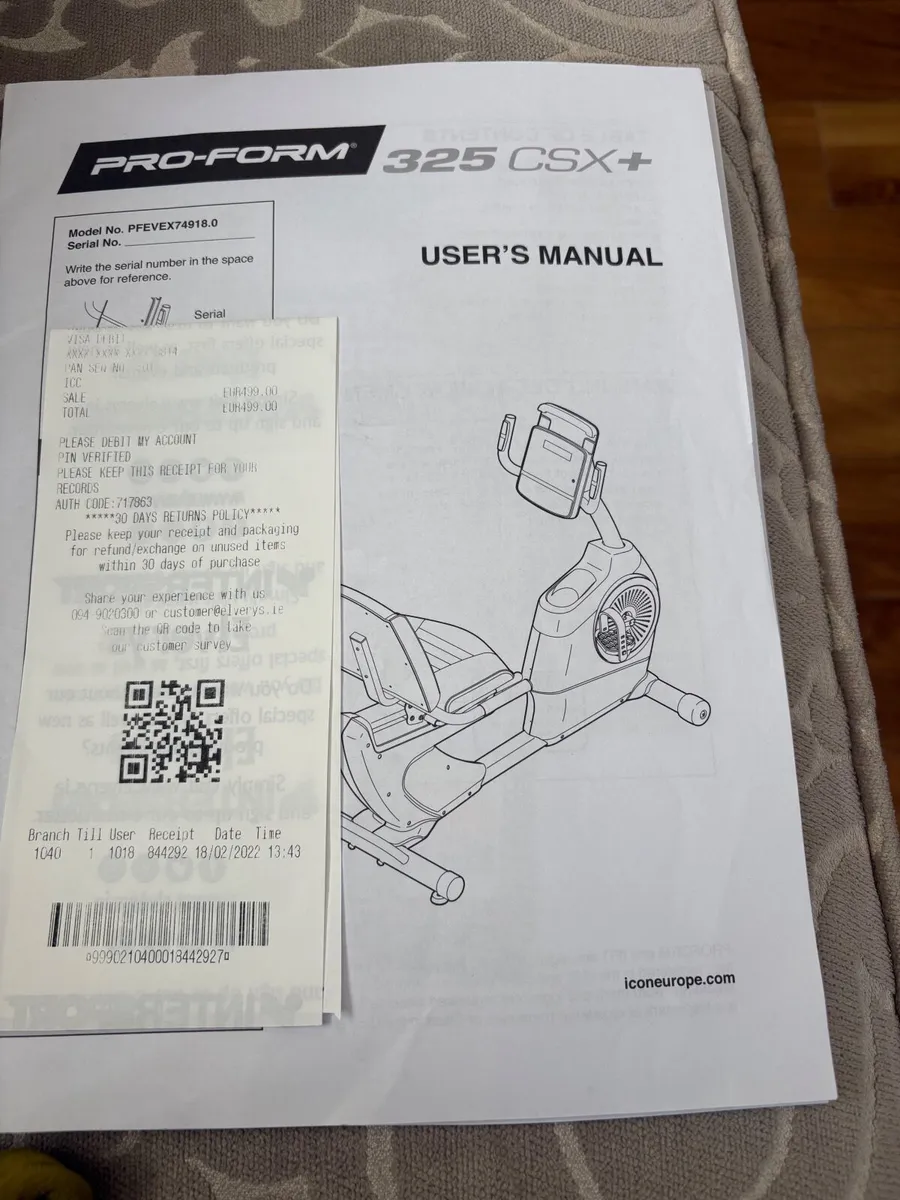 PRO-FORM®
325 CSX+
Model No. PFEVEX74918.0
Serial No.
Write the serial number in the space
above for reference.
Serial
USER'S MANUAL
VISA DEBIT
ICC
SALE EUR499.00
TOTAL EUR499.00
PLEASE DEBIT MY ACCOUNT
PIN VERIFIED
PLEASE KEEP THIS RECEIPT FOR YOUR
RECORDS
AUTH CODE:717863
*****30 DAYS RETURNS POLICY*****
Please keep your receipt and packaging
for refund/exchange on unused items
within 30 days of purchase
Share your experience with us
094 9020300 or customer@elverys.ie
Scan the QR code to take
our customer survey
Branch Till User Receipt Date Time
1040 1 1018 844292 18/02/2022 13:43
9990210400018442927
iconeurope.com